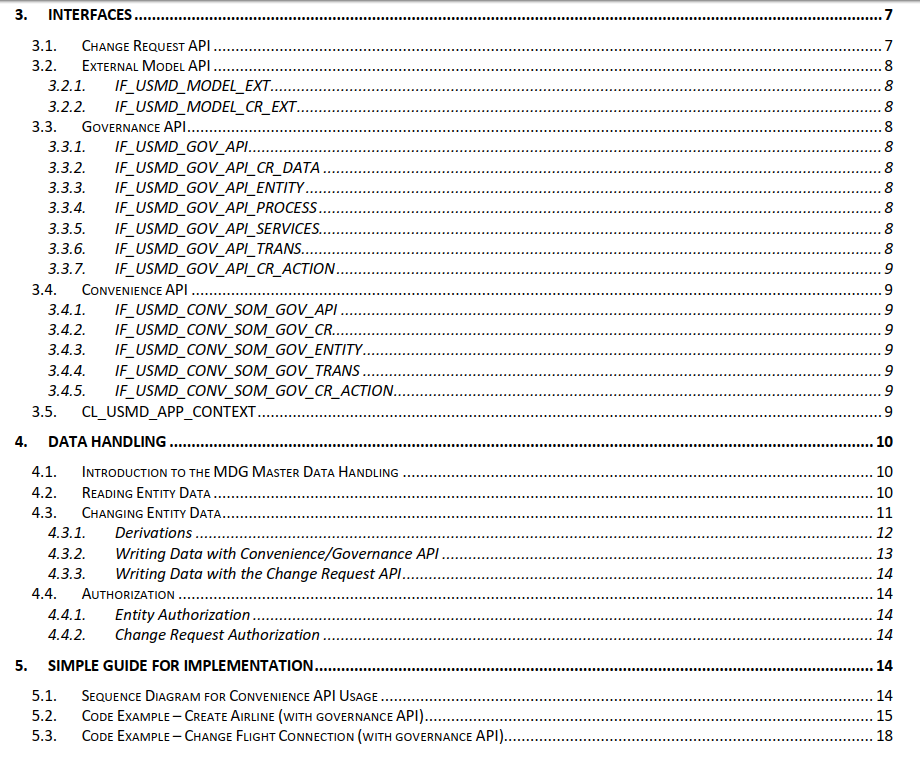 3. INTERFACES 7
3.1. CHANGE REQUEST API 7
3.2. EXTERNAL MODEL API 8
3.2.1. IF_USMD_MODEL_EXT 8
3.2.2. IF_USMD_MODEL_CR_EXT 8
3.3. GOVERNANCE API 8
3.3.1. IF_USMD_GOV_API 8
3.3.2. IF_USMD_GOV_API_CR_DATA 8
3.3.3. IF_USMD_GOV_API_ENTITY 8
3.3.4. IF_USMD_GOV_API_PROCESS 8
3.3.5. IF_USMD_GOV_API_SERVICES 8
3.3.6. IF_USMD_GOV_API_TRANS 8
3.3.7. IF_USMD_GOV_API_CR_ACTION 9
3.4. CONVENIENCE API 9
3.4.1. IF_USMD_CONV_SOM_GOV_API 9
3.4.2. IF_USMD_CONV_SOM_GOV_CR 9
3.4.3. IF_USMD_CONV_SOM_GOV_ENTITY 9
3.4.4. IF_USMD_CONV_SOM_GOV_TRANS 9
3.4.5. IF_USMD_CONV_SOM_GOV_CR_ACTION 9
3.5. CL_USMD_APP_CONTEXT 9
4. DATA HANDLING 10
4.1. INTRODUCTION TO THE MDG MASTER DATA HANDLING 10
4.2. READING ENTITY DATA 10
4.3. CHANGING ENTITY DATA 11
4.3.1. Derivations 12
4.3.2. Writing Data with Convenience/Governance API 13
4.3.3. Writing Data with the Change Request API 14
4.4. AUTHORIZATION 14
4.4.1. Entity Authorization 14
4.4.2. Change Request Authorization 14
5. SIMPLE GUIDE FOR IMPLEMENTATION 14
5.1. SEQUENCE DIAGRAM FOR CONVENIENCE API USAGE 14
5.2. CODE EXAMPLE – CREATE AIRLINE (WITH GOVERNANCE API) 15
5.3. CODE EXAMPLE – CHANGE FLIGHT CONNECTION (WITH GOVERNANCE API) 18